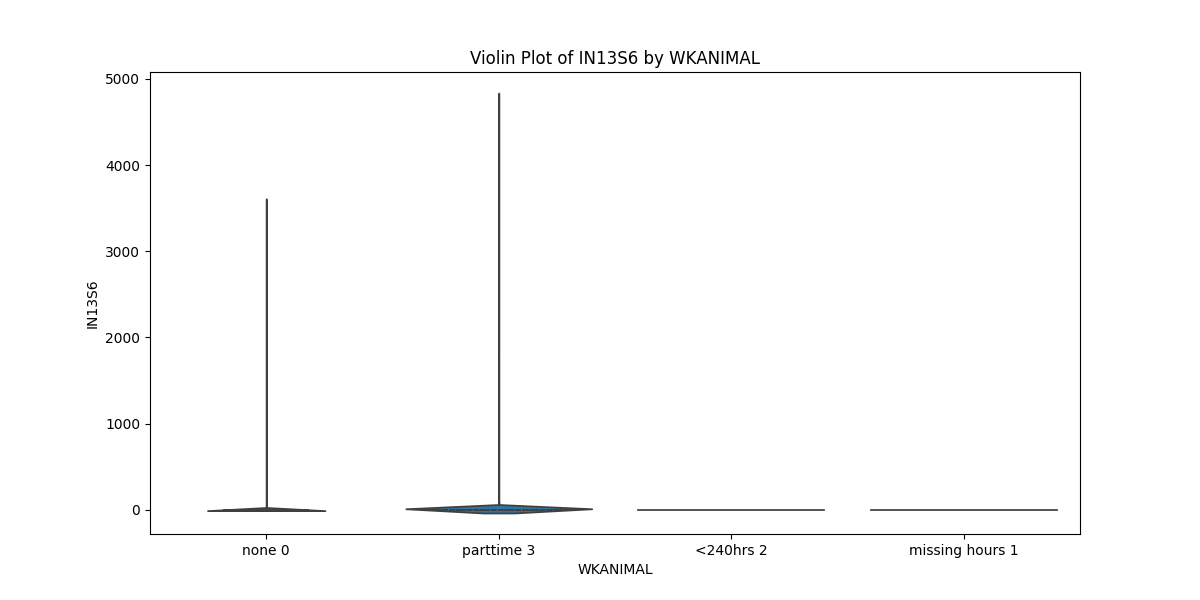 Violin Plot of IN13S6 by WKANIMAL
5000
4000
3000
2000
1000
0
IN13S6
none 0
parttime 3
<240hrs 2
missing hours 1
WKANIMAL